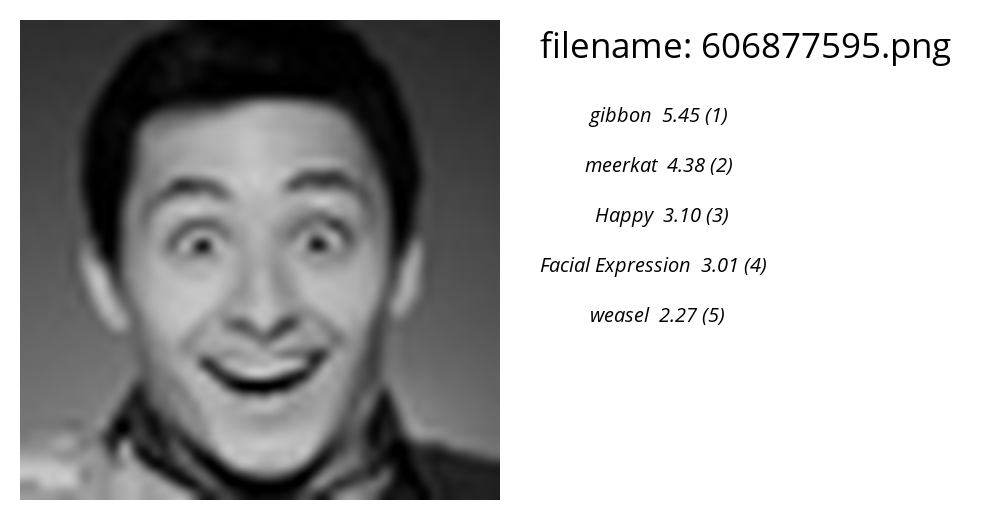 filename: 606877595.png
gibbon 5.45 (1)
meerkat 4.38 (2)
Happy 3.10 (3)
Facial Expression 3.01 (4)
weasel 2.27 (5)